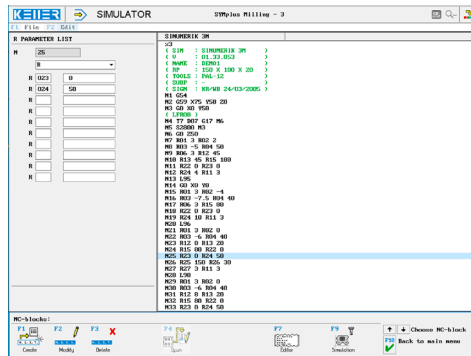 KELLER SIMULATOR SYMplus Milling - 3
F1 File F2 Edit
R PARAMETER LIST
N 25
R
R 023 0
R 024 50
R
R
R
R
R
R
R
R
SINUMERIK 3M
%3
( SIM : SINUMERIK 3M )
( V : 01.33.053 )
( NAME : DEMO1 )
( RP : 150 X 100 X 20 )
( TOOLS : PAL-12 )
( SUBP : - )
( SIGN : KR/WB 24/03/2005 )
N1 G54
N2 G59 X75 Y50 Z0
N3 G0 X0 Y50
( LFR08 )
N4 T7 D07 G17 M6
N5 S2800 M3
N6 G0 Z50
N7 R01 3 R02 2
N8 R03 -5 R04 50
N9 R06 3 R12 45
N10 R13 45 R15 100
N11 R22 0 R23 0
N12 R24 4 R11 3
N13 L95
N14 G0 X0 Y0
N15 R01 3 R02 -4
N16 R03 -7.5 R04 40
N17 R06 3 R15 80
N18 R22 0 R23 0
N19 R24 10 R11 3
N20 L96
N21 R01 3 R02 0
N22 R03 -6 R04 40
N23 R12 0 R13 20
N24 R15 80 R22 0
N25 R23 0 R24 50
N26 R25 150 R26 30
N27 R27 3 R11 3
N28 L90
N29 R01 3 R02 0
N30 R03 -6 R04 40
N31 R12 8 R13 20
N32 R15 80 R22 0
N33 R23 0 R24 50
NC-blocks:
F1 F2 F3 F4 F7 F9 Choose NC-block
Create Modify Delete Open Editor Simulation F10 Back to main menu